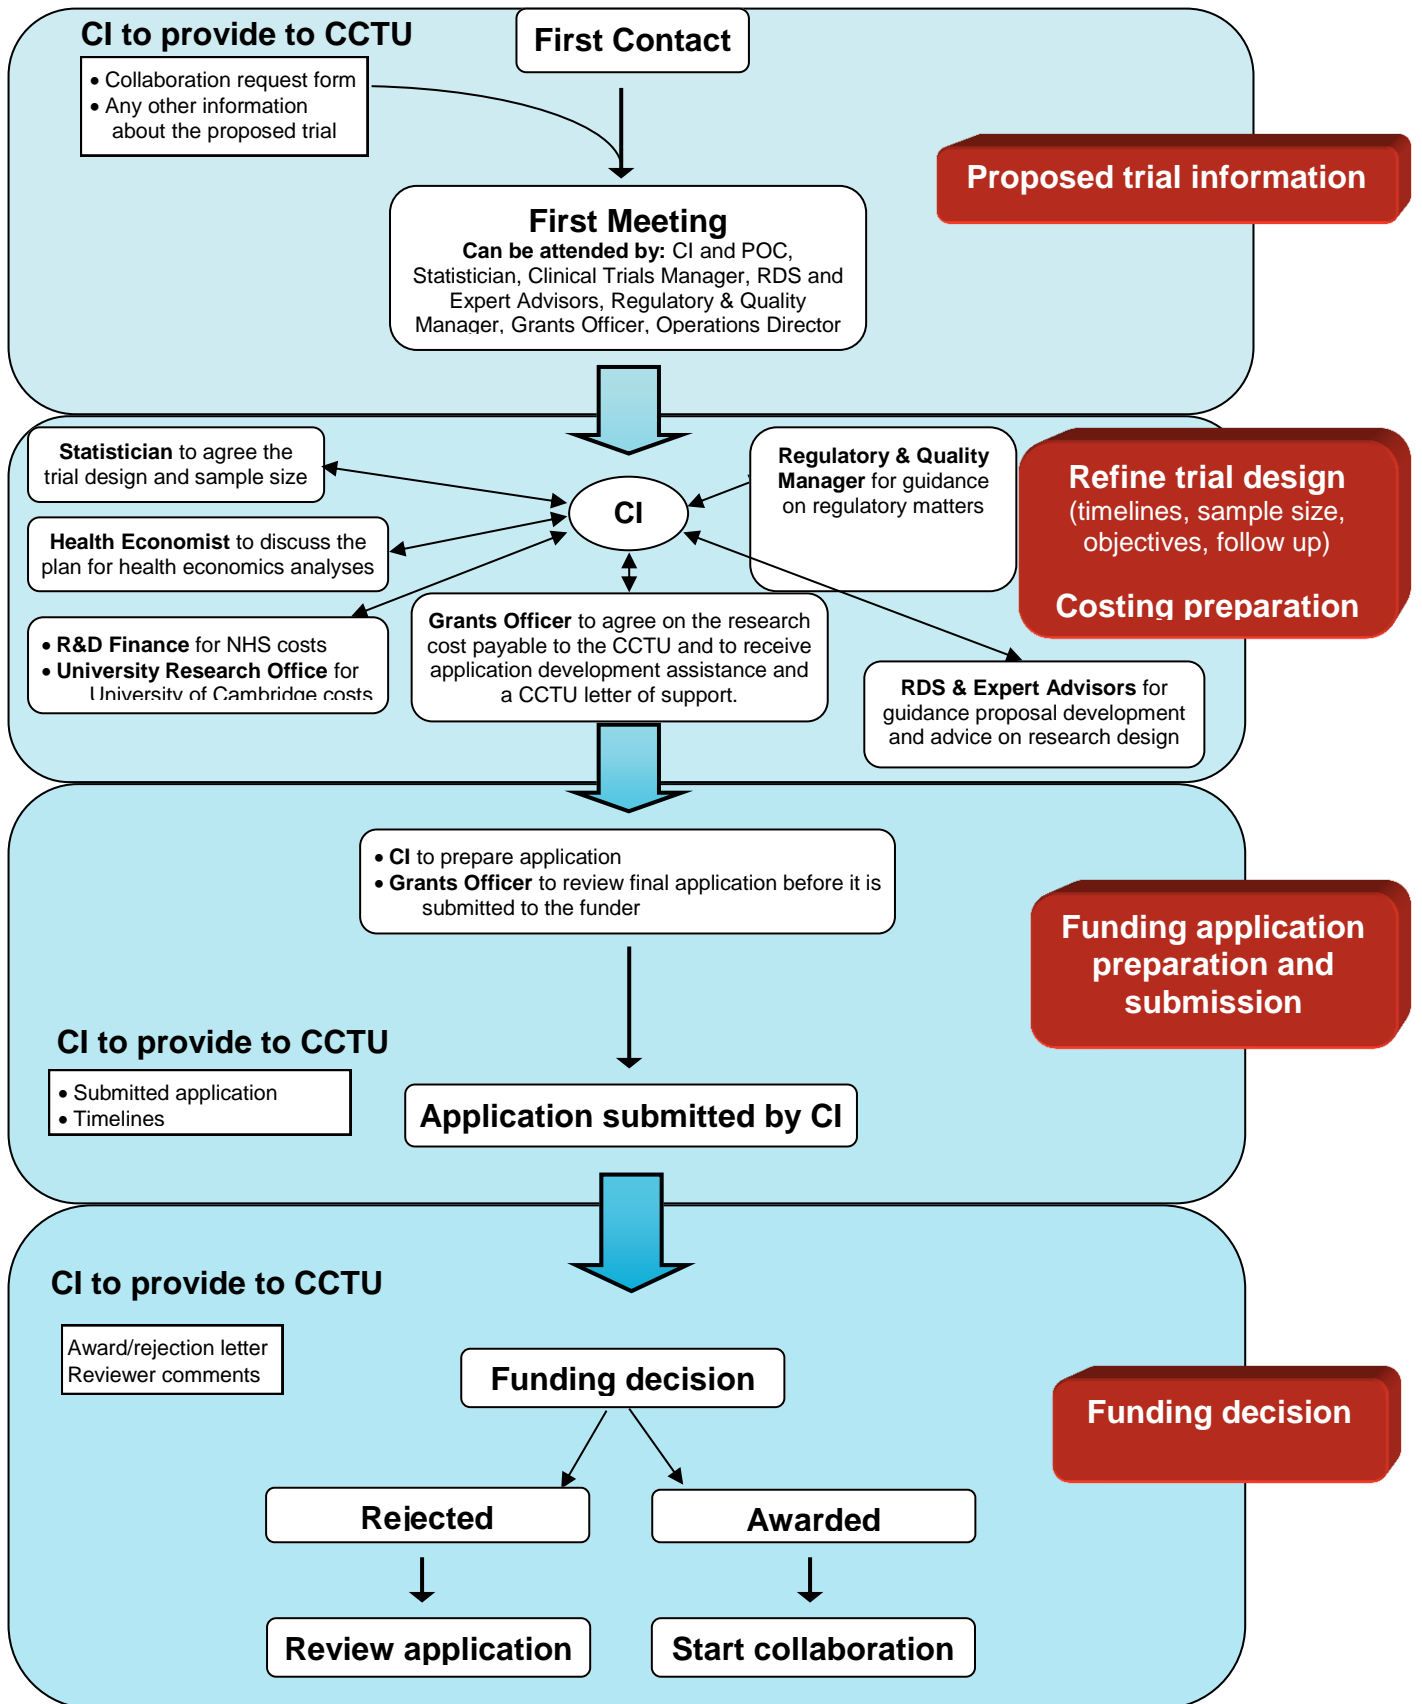 CI to provide to CCTU
First Contact
• Collaboration request form
• Any other information
about the proposed trial
Proposed trial information
First Meeting
Can be attended by: CI and POC,
Statistician, Clinical Trials Manager, RDS and
Expert Advisors, Regulatory & Quality
Manager, Grants Officer, Operations Director
Statistician to agree the
trial design and sample size
Health Economist to discuss the
plan for health economics analyses
• R&D Finance for NHS costs
• University Research Office for
University of Cambridge costs
CI
Grants Officer to agree on the research
cost payable to the CCTU and to receive
application development assistance and
a CCTU letter of support.
Regulatory & Quality
Manager for guidance
on regulatory matters
RDS & Expert Advisors for
guidance proposal development
and advice on research design
Refine trial design
(timelines, sample size,
objectives, follow up)
Costing preparation
• CI to prepare application
• Grants Officer to review final application before it is
submitted to the funder
Funding application
preparation and
submission
CI to provide to CCTU
• Submitted application
• Timelines
Application submitted by CI
CI to provide to CCTU
Award/rejection letter
Reviewer comments
Funding decision
Funding decision
Rejected
Awarded
Review application
Start collaboration